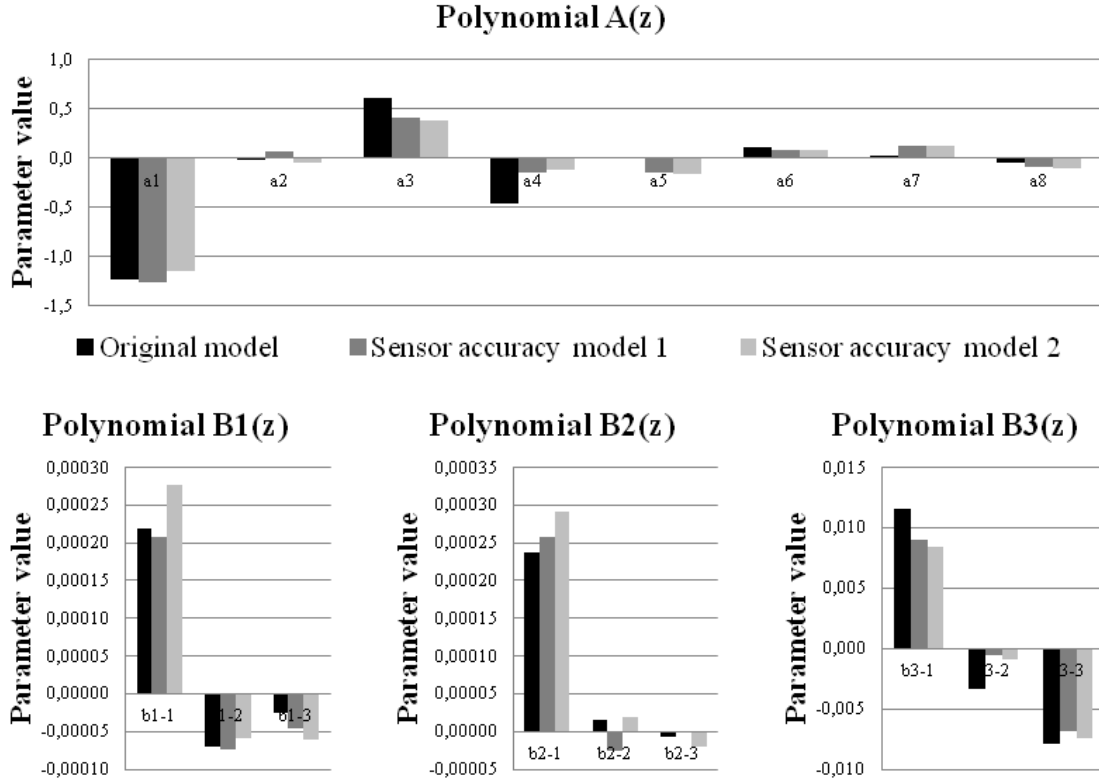 Polynomial A(z)
Parameter value
1,0
0,5
0,0
-0,5
-1,0
-1,5
a1
a2
a3
a4
a5
a6
a7
a8
Original model
Sensor accuracy model 1
Sensor accuracy model 2
Polynomial B1(z)
Parameter value
0,00030
0,00025
0,00020
0,00015
0,00010
0,00005
0,00000
-0,00005
-0,00010
b1-1
1-2
b1-3
Polynomial B2(z)
Parameter value
0,00035
0,00030
0,00025
0,00020
0,00015
0,00010
0,00005
0,00000
-0,00005
b2-1
b2-2
b2-3
Polynomial B3(z)
Parameter value
0,015
0,010
0,005
0,000
-0,005
-0,010
b3-1
3-2
3-3